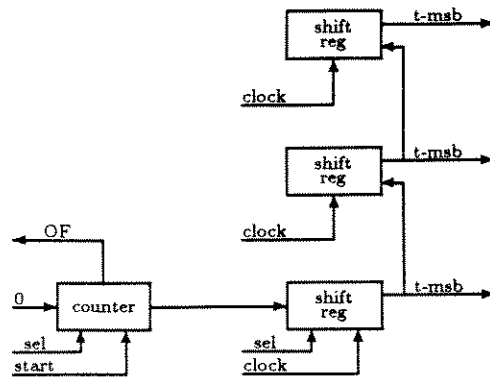 t-msb
shift
reg
clock
t-msb
shift
reg
clock
OF
t-msb
0
counter
shift
reg
sel
sel
start
clock